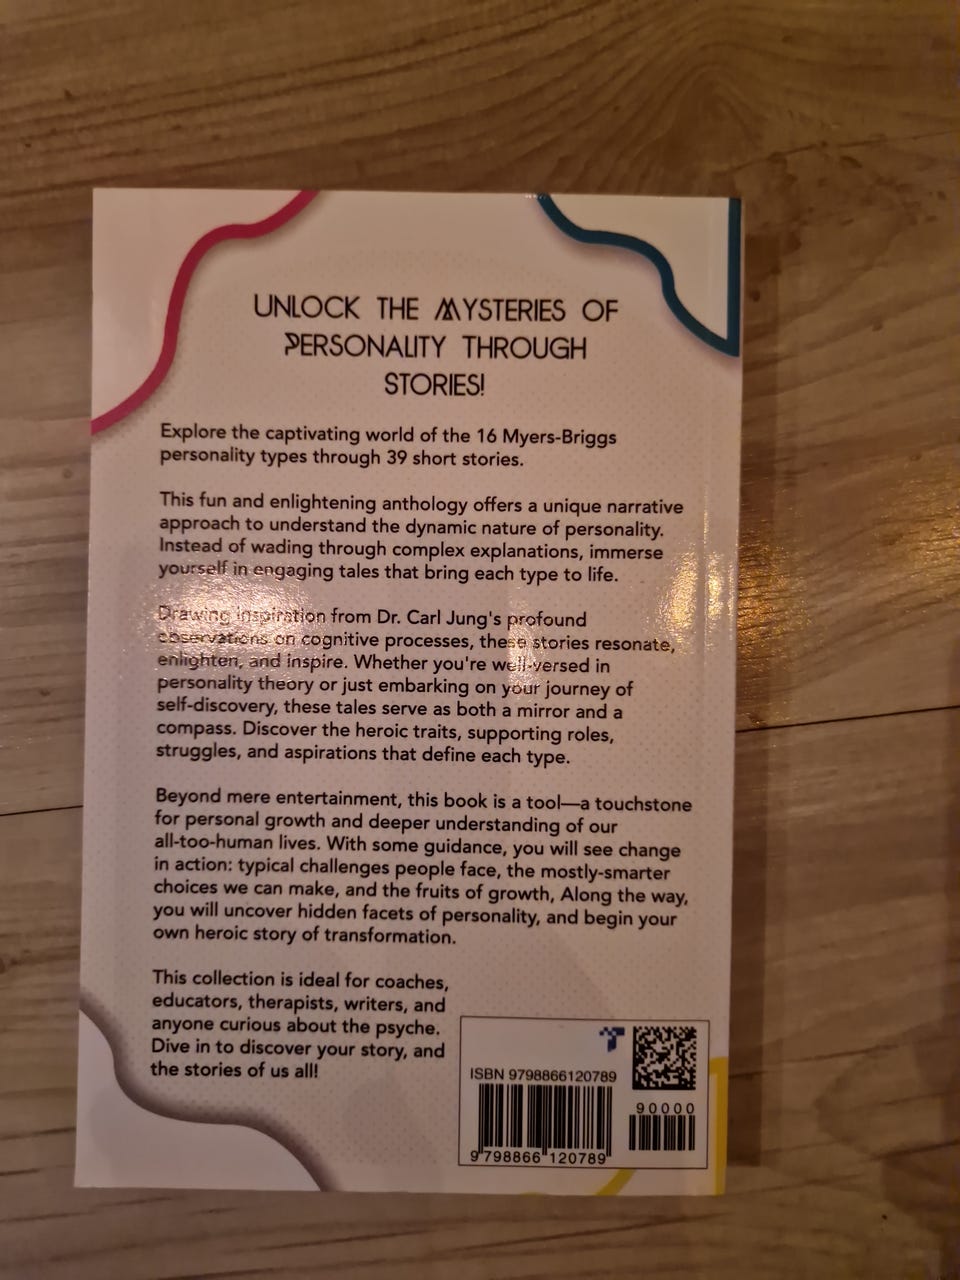 UNLOCK THE MYSTERIES OF
PERSONALITY THROUGH
STORIES!
Explore the captivating world of the 16 Myers-Briggs
personality types through 39 short stories.
This fun and enlightening anthology offers a unique narrative
approach to understand the dynamic nature of personality.
Instead of wading through complex explanations, immerse
yourself in engaging tales that bring each type to life.
Drawing inspiration from Dr. Carl Jung's profound
observations on cognitive processes, these stories resonate,
enlighten, and inspire. Whether you're well-versed in
personality theory or just embarking on your journey of
self-discovery, these tales serve as both a mirror and a
compass. Discover the heroic traits, supporting roles,
struggles, and aspirations that define each type.
Beyond mere entertainment, this book is a tool—a touchstone
for personal growth and deeper understanding of our
all-too-human lives. With some guidance, you will see change
in action: typical challenges people face, the mostly-smarter
choices we can make, and the fruits of growth, Along the way,
you will uncover hidden facets of personality, and begin your
own heroic story of transformation.
This collection is ideal for coaches,
educators, therapists, writers, and
anyone curious about the psyche.
Dive in to discover your story, and
the stories of us all!
ISBN 9798866120789
90000
9 798866 120789